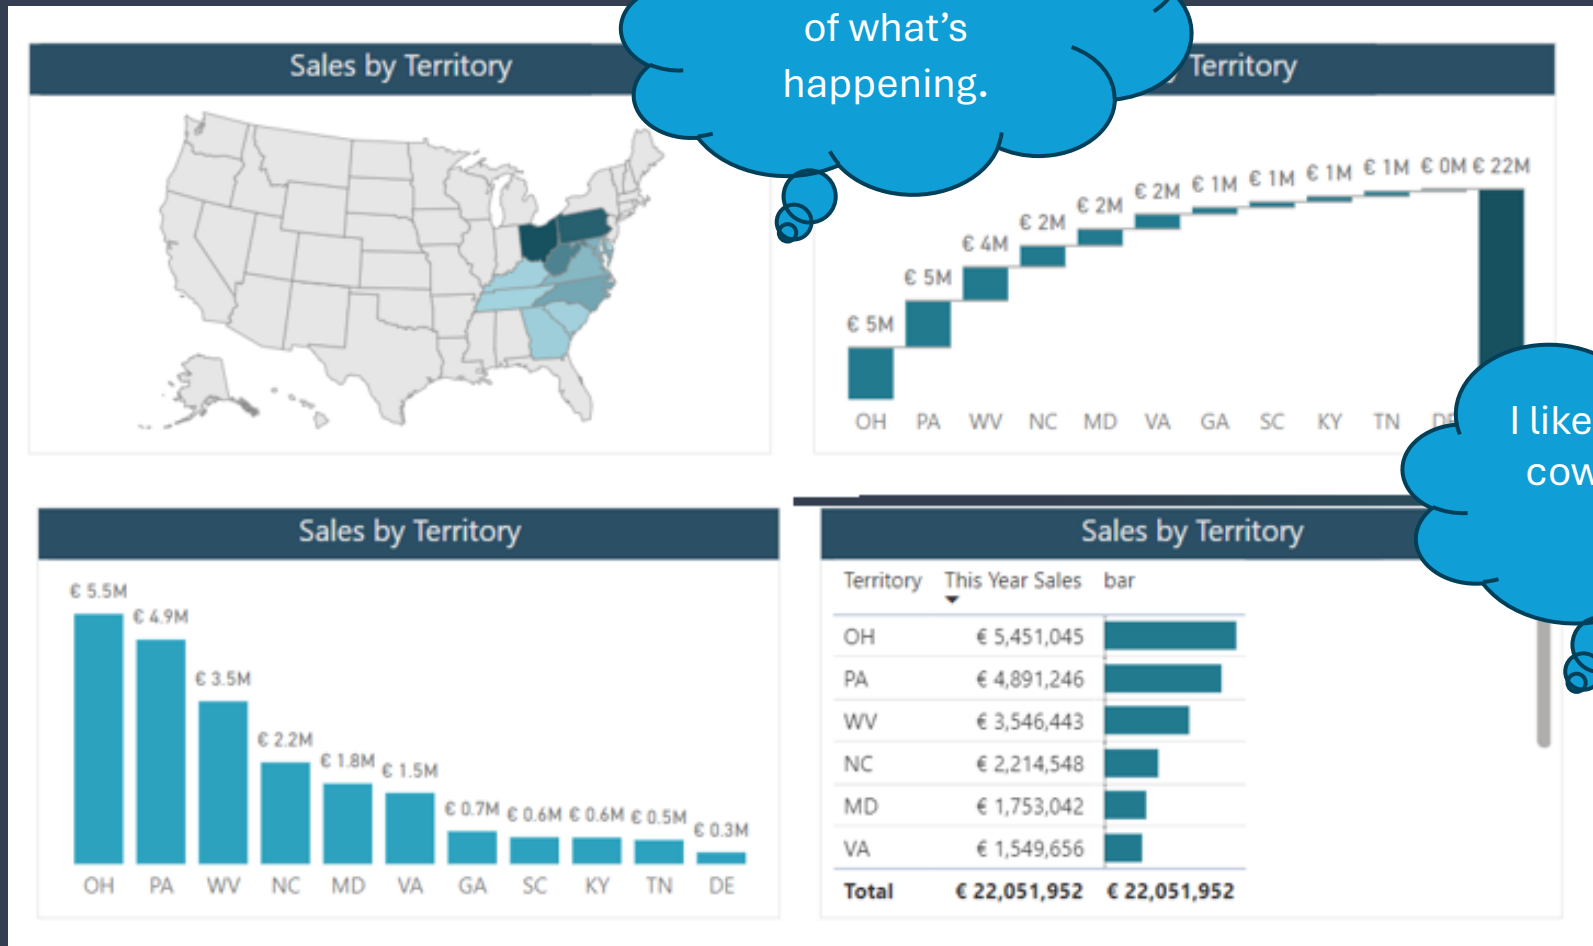 of what's
happening.
Sales by Territory
Territory
€ 5M
€ 5M
€ 4M
€ 2M
€ 2M
€ 2M
€ 1M
€ 1M
€ 1M
€ 1M
€ 0M
€ 22M
OH PA WV NC MD VA GA SC KY TN
I like
Sales by Territory
€ 5.5M
€ 4.9M
€ 3.5M
€ 2.2M
€ 1.8M
€ 1.5M
€ 0.7M
€ 0.6M
€ 0.6M
€ 0.5M
€ 0.3M
OH PA WV NC MD VA GA SC KY TN DE
Sales by Territory
Territory This Year Sales bar
OH € 5,451,045
PA € 4,891,246
WV € 3,546,443
NC € 2,214,548
MD € 1,753,042
VA € 1,549,656
Total € 22,051,952 € 22,051,952